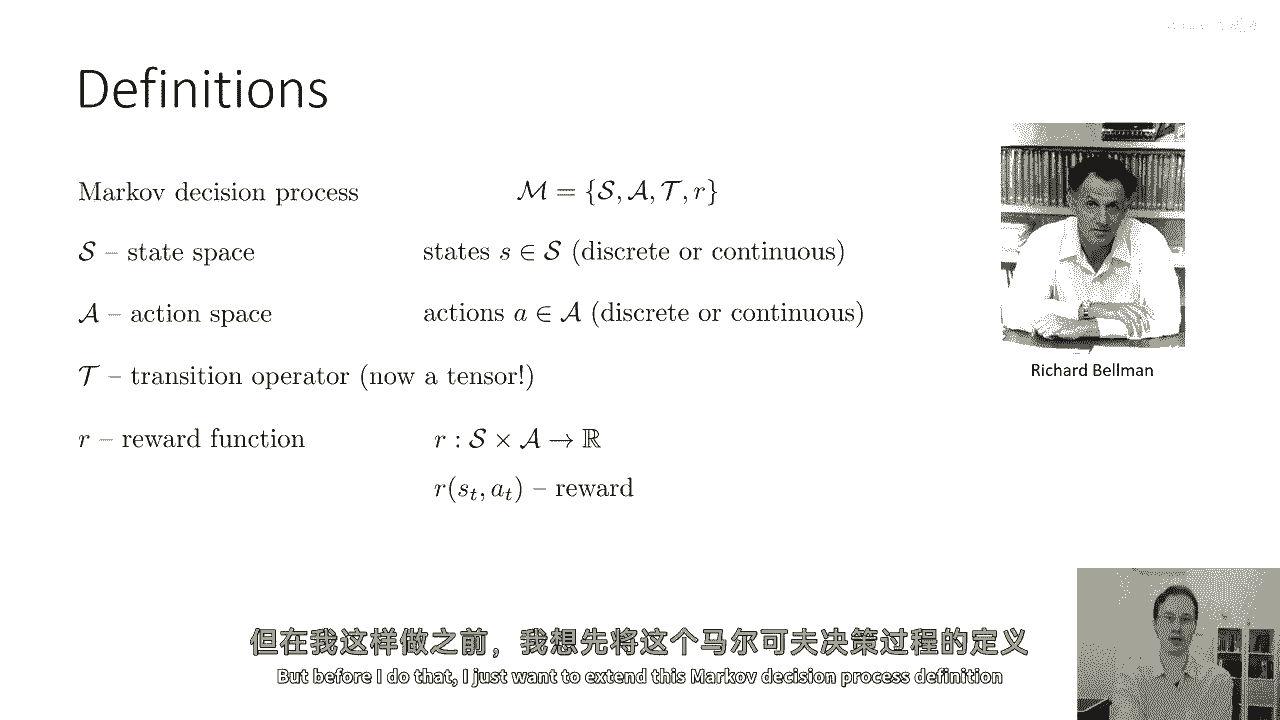 Definitions
Markov decision process
$\mathcal{M} = \{\mathcal{S}, \mathcal{A}, \mathcal{T}, r\}$
$\mathcal{S}$ – state space
states $s \in \mathcal{S}$ (discrete or continuous)
$\mathcal{A}$ – action space
actions $a \in \mathcal{A}$ (discrete or continuous)
$\mathcal{T}$ – transition operator (now a tensor!)
$r$ – reward function
$r : \mathcal{S} \times \mathcal{A} \rightarrow \mathbb{R}$
$r(s_t, a_t)$ – reward
Richard Bellman
但在我这样做之前，我想先将这个马尔可夫决策过程的定义
But before I do that, I just want to extend this Markov decision process definition